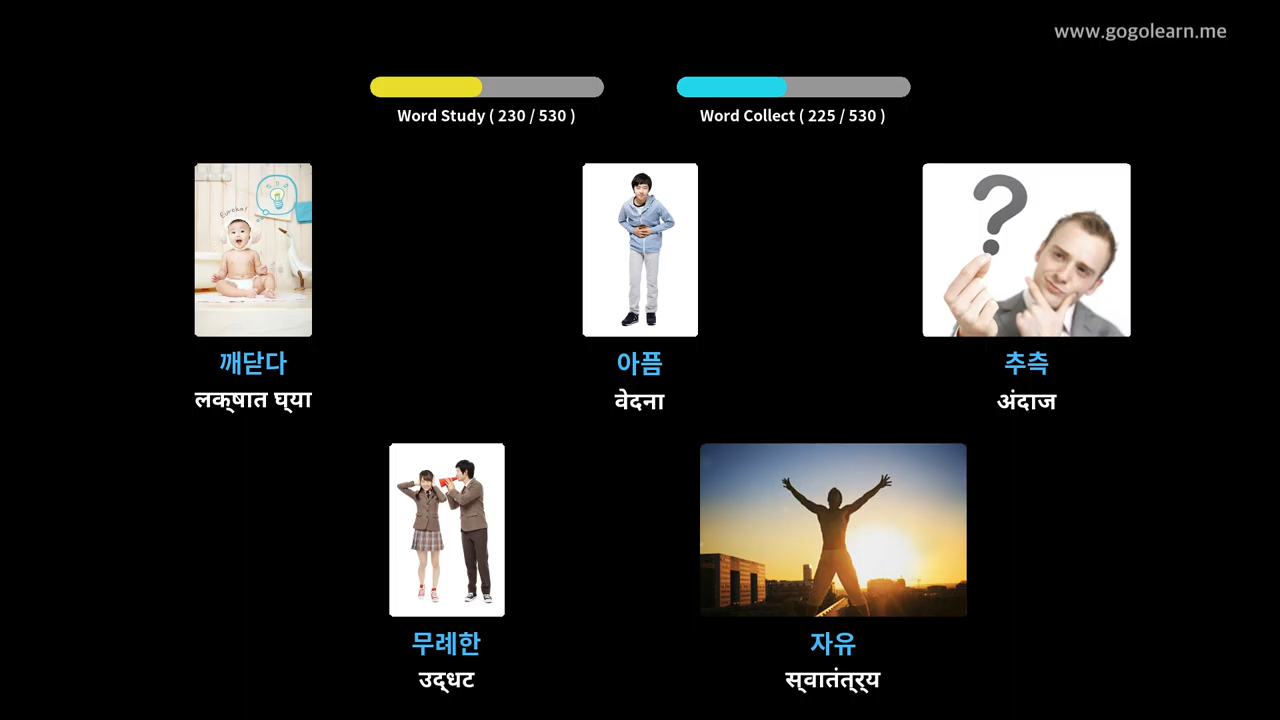 www.gogolearn.me
Word Study ( 230 / 530 )
Word Collect ( 225 / 530 )
Eureka!
깨닫다
लक्षात घ्या
아픔
वेदना
추측
अंदाज
무례한
उद्धट
자유
स्वातंत्र्य